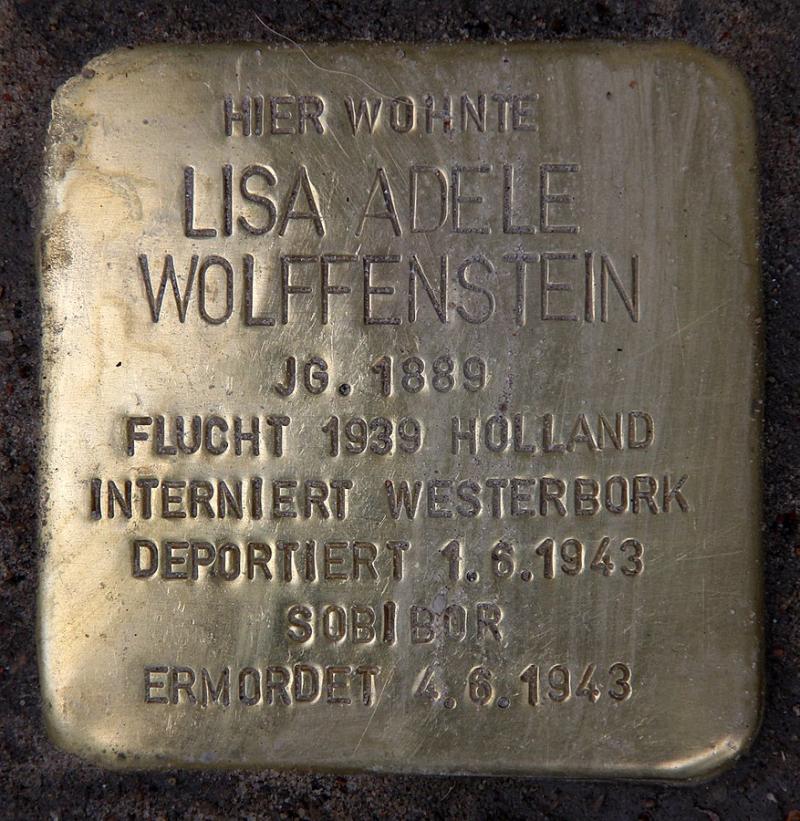 HIER WOHNTE
LISA ADELE
WOLFFENSTEIN
JG. 1889
FLUCHT 1939 HOLLAND
INTERNIERT WESTERBORK
DEPORTIERT 1.6.1943
SOBIBOR
ERMORDET 4.6.1943